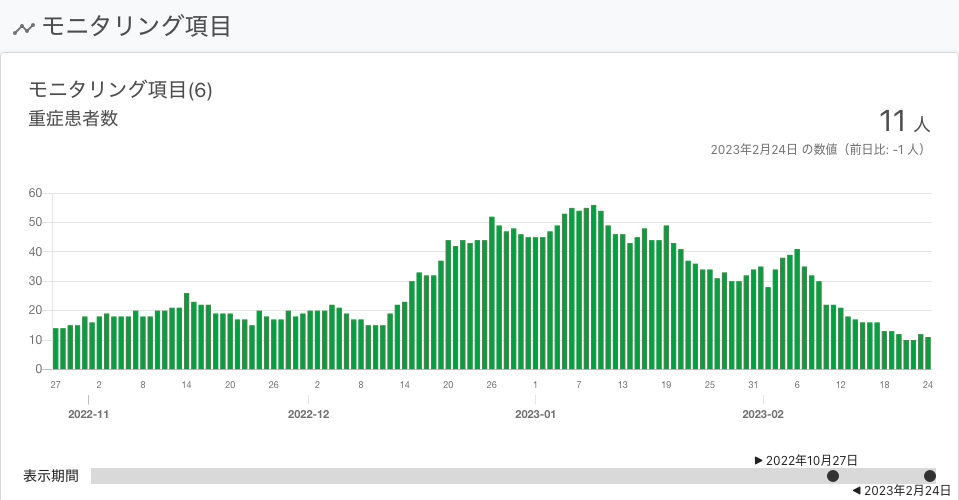 モニタリング項目
モニタリング項目(6)
重症患者数
11 人
2023年2月24日 の数値（前日比: -1 人）
60
50
40
30
20
10
0
27 2 8 14 20 26 2 8 14 20 26 1 7 13 19 25 31 6 12 18 24
2022-11 2022-12 2023-01 2023-02
▶ 2022年10月27日
表示期間
◀ 2023年2月24日